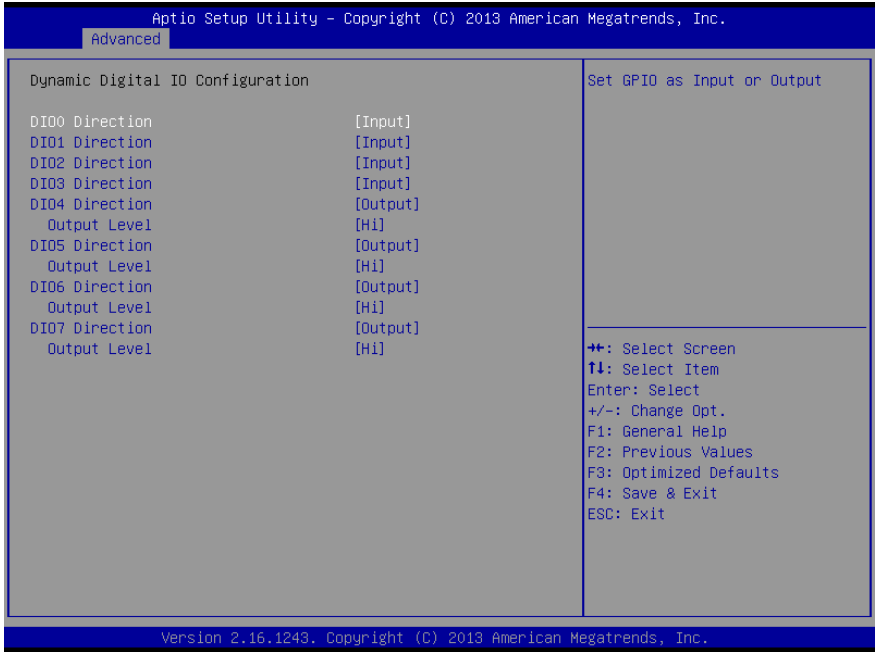 Aptio Setup Utility – Copyright (C) 2013 American Megatrends, Inc.
Advanced
Dynamic Digital IO Configuration
DIO0 Direction [Input]
DIO1 Direction [Input]
DIO2 Direction [Input]
DIO3 Direction [Input]
DIO4 Direction [Output]
Output Level [Hi]
DIO5 Direction [Output]
Output Level [Hi]
DIO6 Direction [Output]
Output Level [Hi]
DIO7 Direction [Output]
Output Level [Hi]
Set GPIO as Input or Output
→←: Select Screen
↑↓: Select Item
Enter: Select
+/-: Change Opt.
F1: General Help
F2: Previous Values
F3: Optimized Defaults
F4: Save & Exit
ESC: Exit
Version 2.16.1243. Copyright (C) 2013 American Megatrends, Inc.